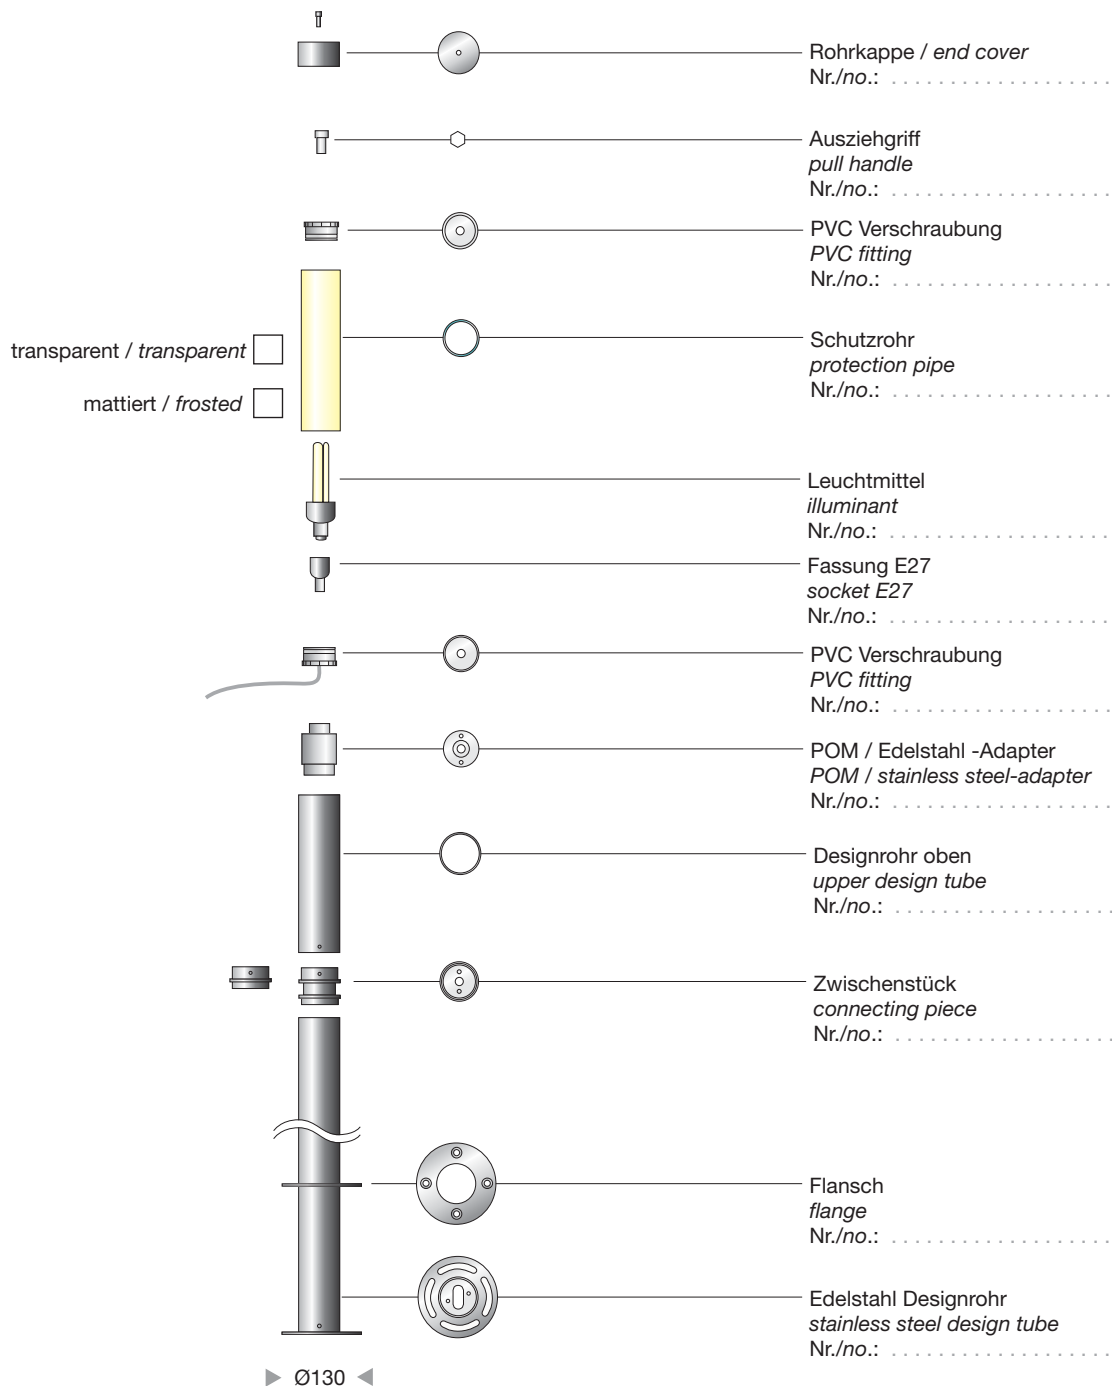 Rohrkappe / end cover
Nr./no.: . . . . . . . . . . . . . . . . . . .
Ausziehgriff
pull handle
Nr./no.: . . . . . . . . . . . . . . . . . . .
PVC Verschraubung
PVC fitting
Nr./no.: . . . . . . . . . . . . . . . . . . .
transparent / transparent
mattiert / frosted
Schutzrohr
protection pipe
Nr./no.: . . . . . . . . . . . . . . . . . . .
Leuchtmittel
illuminant
Nr./no.: . . . . . . . . . . . . . . . . . . .
Fassung E27
socket E27
Nr./no.: . . . . . . . . . . . . . . . . . . .
PVC Verschraubung
PVC fitting
Nr./no.: . . . . . . . . . . . . . . . . . . .
POM / Edelstahl -Adapter
POM / stainless steel-adapter
Nr./no.: . . . . . . . . . . . . . . . . . . .
Designrohr oben
upper design tube
Nr./no.: . . . . . . . . . . . . . . . . . . .
Zwischenstück
connecting piece
Nr./no.: . . . . . . . . . . . . . . . . . . .
Flansch
flange
Nr./no.: . . . . . . . . . . . . . . . . . . .
Edelstahl Designrohr
stainless steel design tube
Nr./no.: . . . . . . . . . . . . . . . . . . .
Ø130